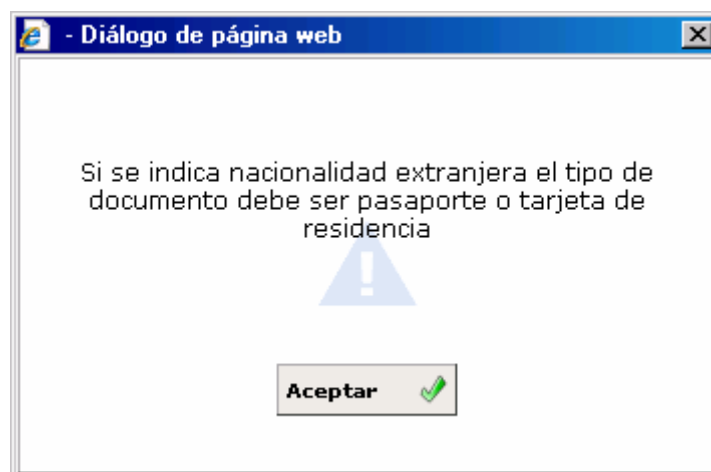 - Diálogo de página web
Si se indica nacionalidad extranjera el tipo de
documento debe ser pasaporte o tarjeta de
residencia
Aceptar